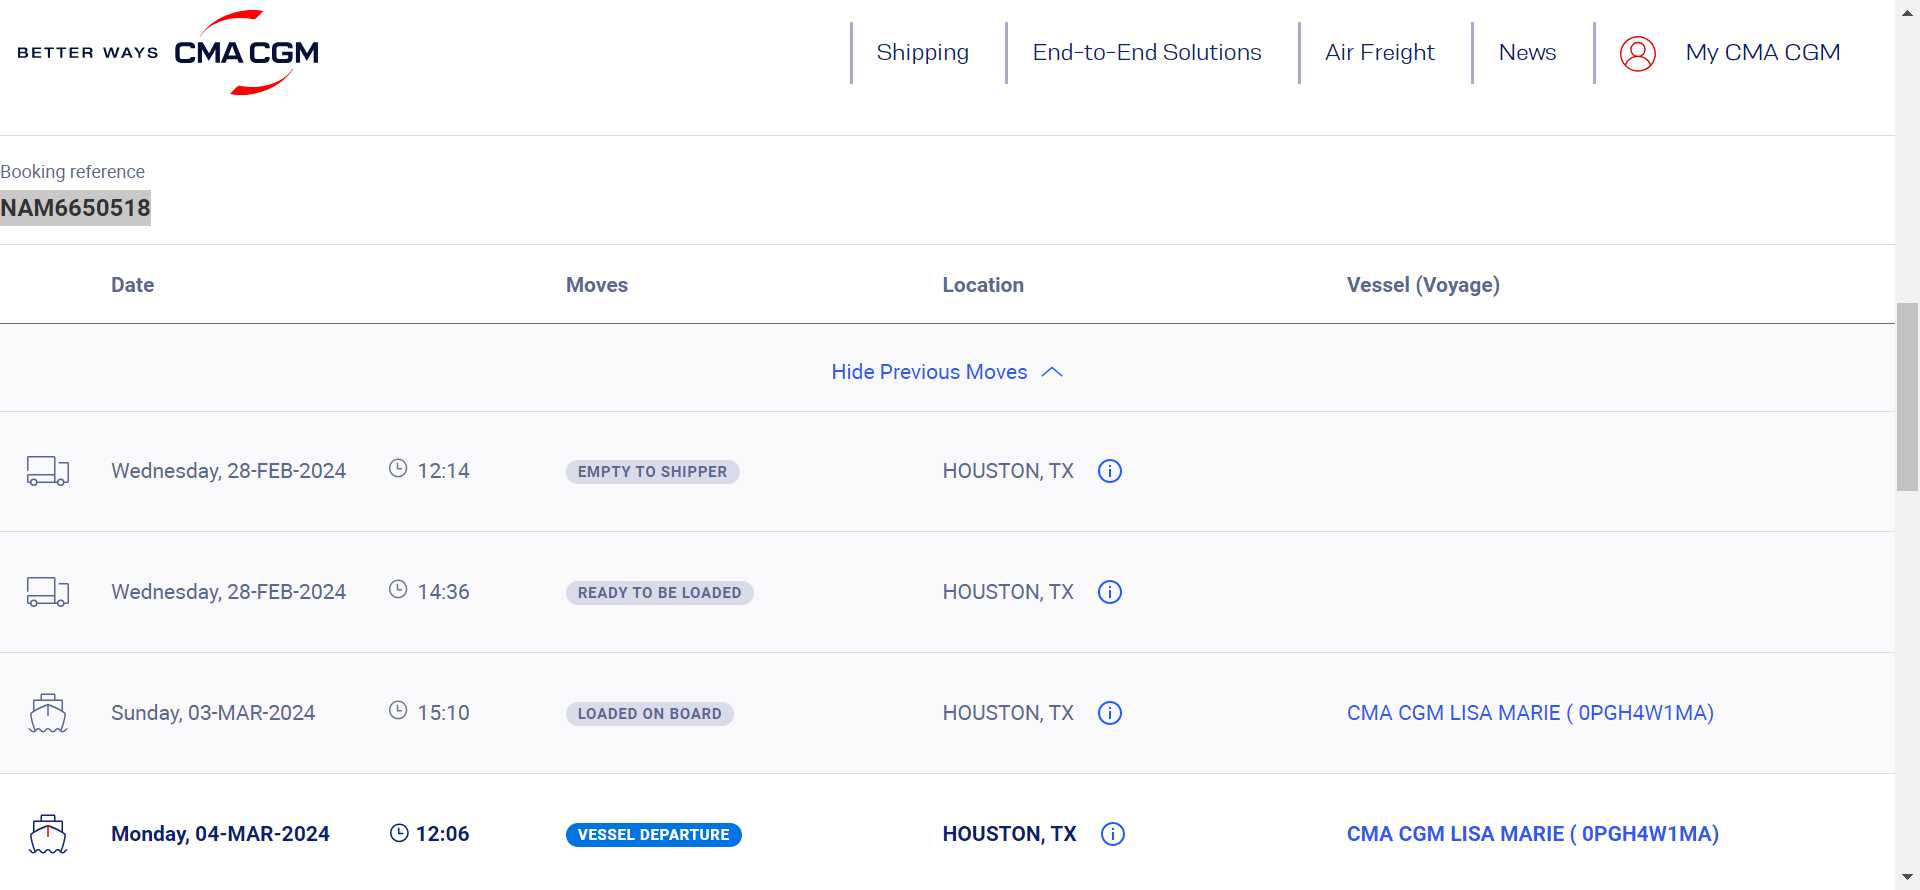 BETTER WAYS CMA CGM Shipping End-to-End Solutions Air Freight News My CMA CGM
Booking reference
NAM6650518
Date Moves Location Vessel (Voyage)
Hide Previous Moves
Wednesday, 28-FEB-2024 12:14 EMPTY TO SHIPPER HOUSTON, TX
Wednesday, 28-FEB-2024 14:36 READY TO BE LOADED HOUSTON, TX
Sunday, 03-MAR-2024 15:10 LOADED ON BOARD HOUSTON, TX CMA CGM LISA MARIE ( 0PGH4W1MA)
Monday, 04-MAR-2024 12:06 VESSEL DEPARTURE HOUSTON, TX CMA CGM LISA MARIE ( 0PGH4W1MA)